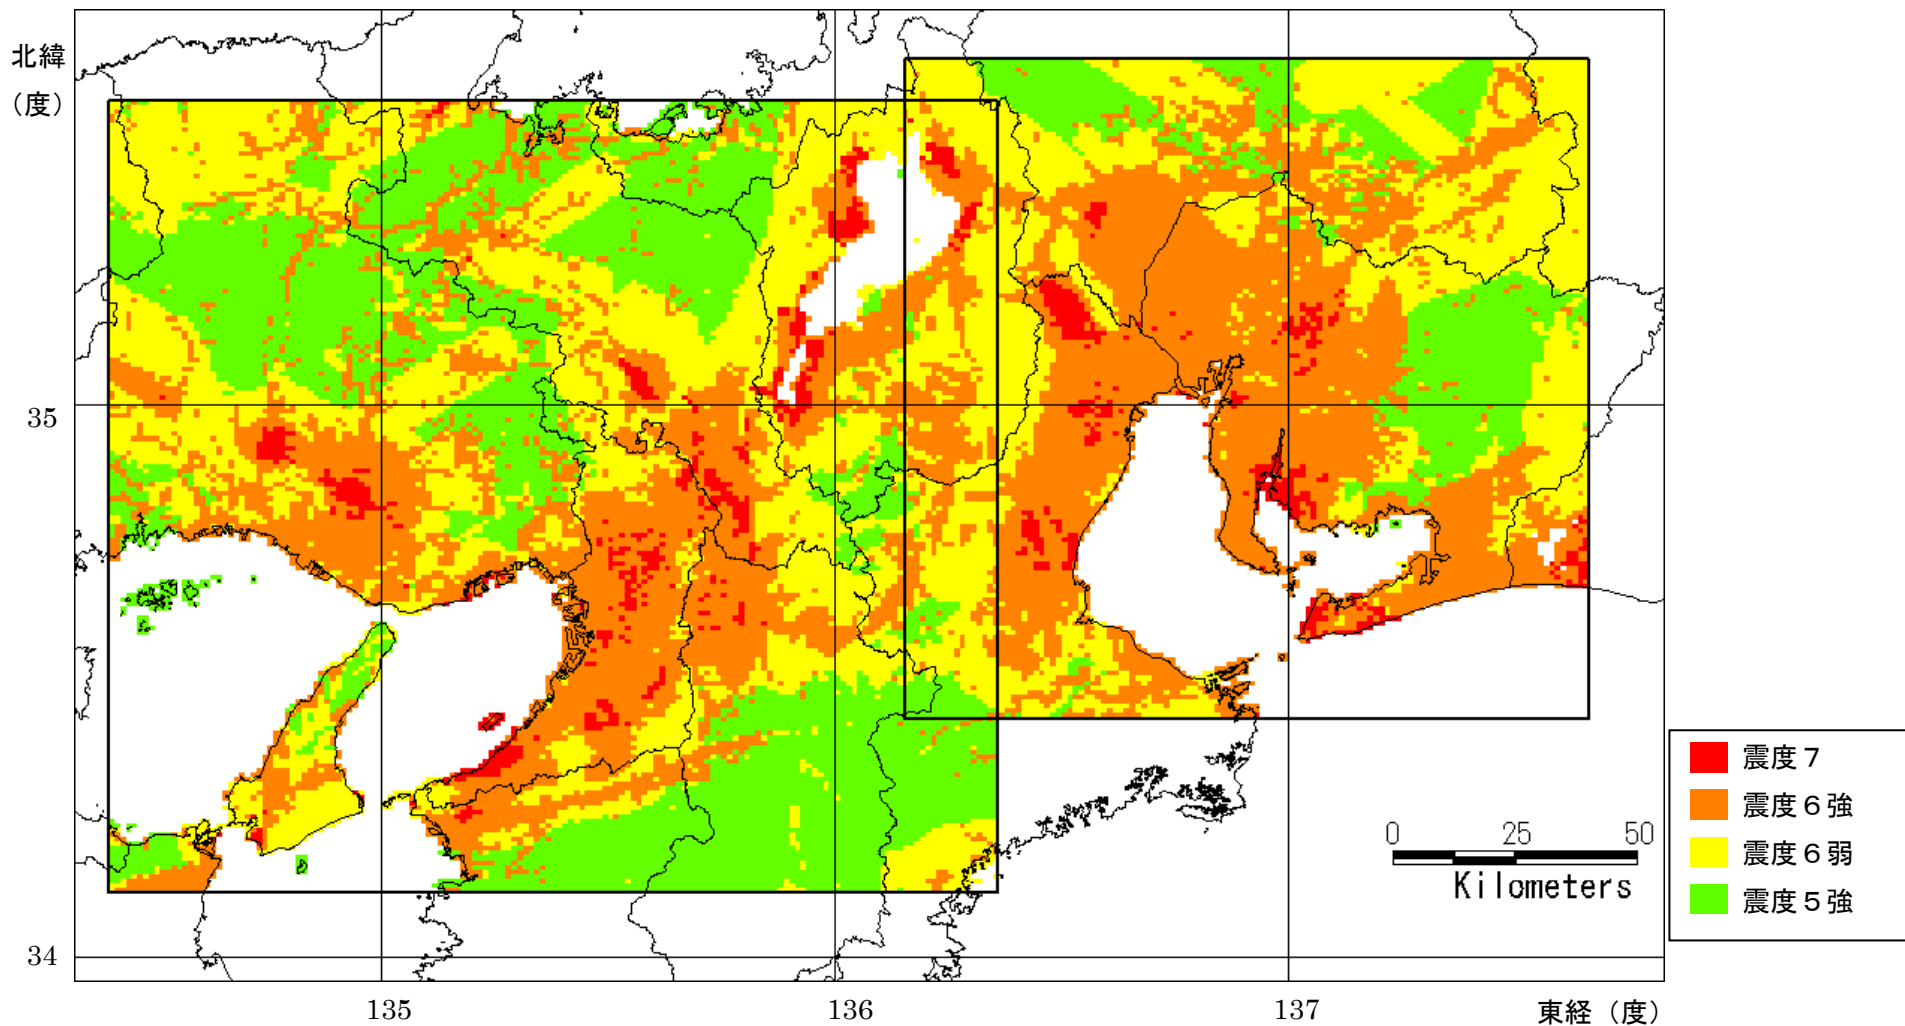 北緯
（度）
35
34
135
136
137
東経（度）
震度７
震度６強
震度６弱
震度５強
0 25 50
Kilometers